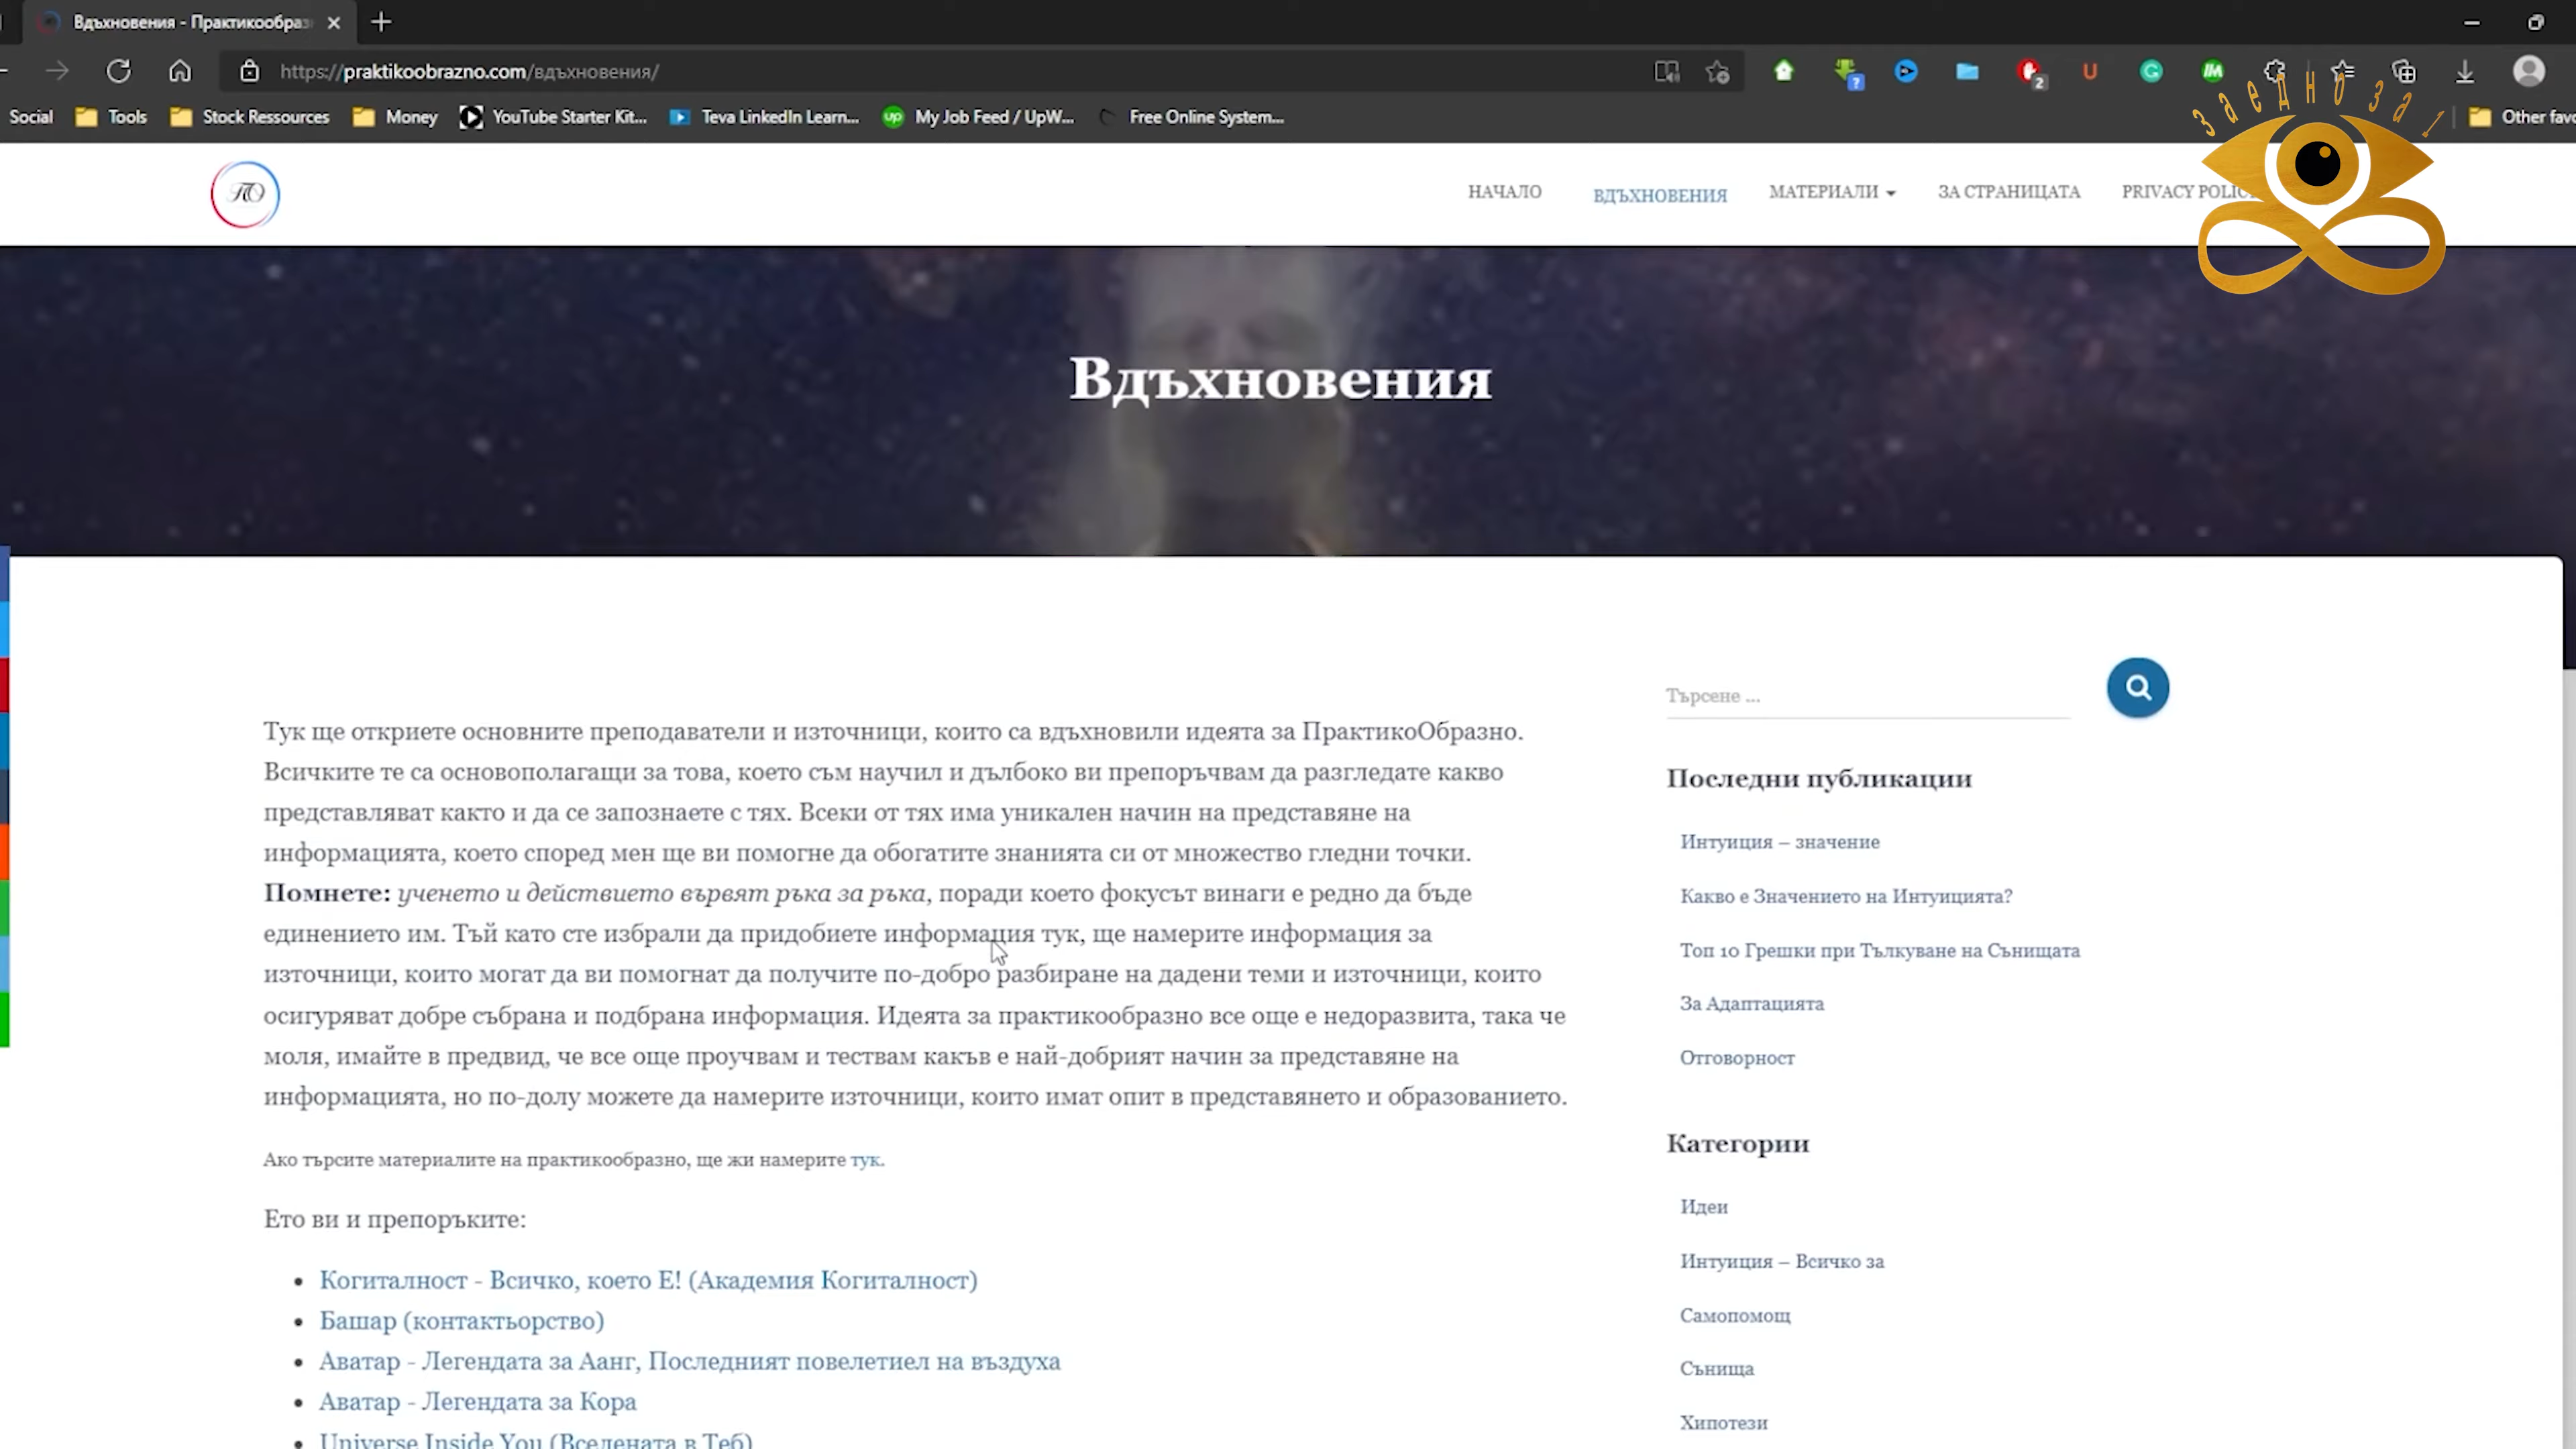 Вдъхновения - Практикообраз
https://praktikoobrazno.com/вдъхновения/
Social
Tools
Stock Ressources
Money
YouTube Starter Kit...
Teva LinkedIn Learn...
My Job Feed / UpW...
Free Online System...
Other favo
заедноза1
ПО
НАЧАЛО
ВДЪХНОВЕНИЯ
МАТЕРИАЛИ
ЗА СТРАНИЦАТА
PRIVACY POLIC
Вдъхновения
Тук ще откриете основните преподаватели и източници, които са вдъхновили идеята за ПрактикоОбразно.
Всичките те са основополагащи за това, което съм научил и дълбоко ви препоръчвам да разгледате какво
представляват както и да се запознаете с тях. Всеки от тях има уникален начин на представяне на
информацията, което според мен ще ви помогне да обогатите знанията си от множество гледни точки.
Помнете: ученето и действието вървят ръка за ръка, поради което фокусът винаги е редно да бъде
единението им. Тъй като сте избрали да придобиете информация тук, ще намерите информация за
източници, които могат да ви помогнат да получите по-добро разбиране на дадени теми и източници, които
осигуряват добре събрана и подбрана информация. Идеята за практикообразно все още е недоразвита, така че
моля, имайте в предвид, че все още проучвам и тествам какъв е най-добрият начин за представяне на
информацията, но по-долу можете да намерите източници, които имат опит в представянето и образованието.
Ако търсите материалите на практикообразно, ще жи намерите тук.
Ето ви и препоръките:
Когиталност - Всичко, което Е! (Академия Когиталност)
Башар (контактьорство)
Аватар - Легендата за Аанг, Последният повелетиел на въздуха
Аватар - Легендата за Кора
Universe Inside You (Вселената в Теб)
Търсене ...
Последни публикации
Интуиция – значение
Какво е Значението на Интуицията?
Топ 10 Грешки при Тълкуване на Сънищата
За Адаптацията
Отговорност
Категории
Идеи
Интуиция – Всичко за
Самопомощ
Сънища
Хипотези